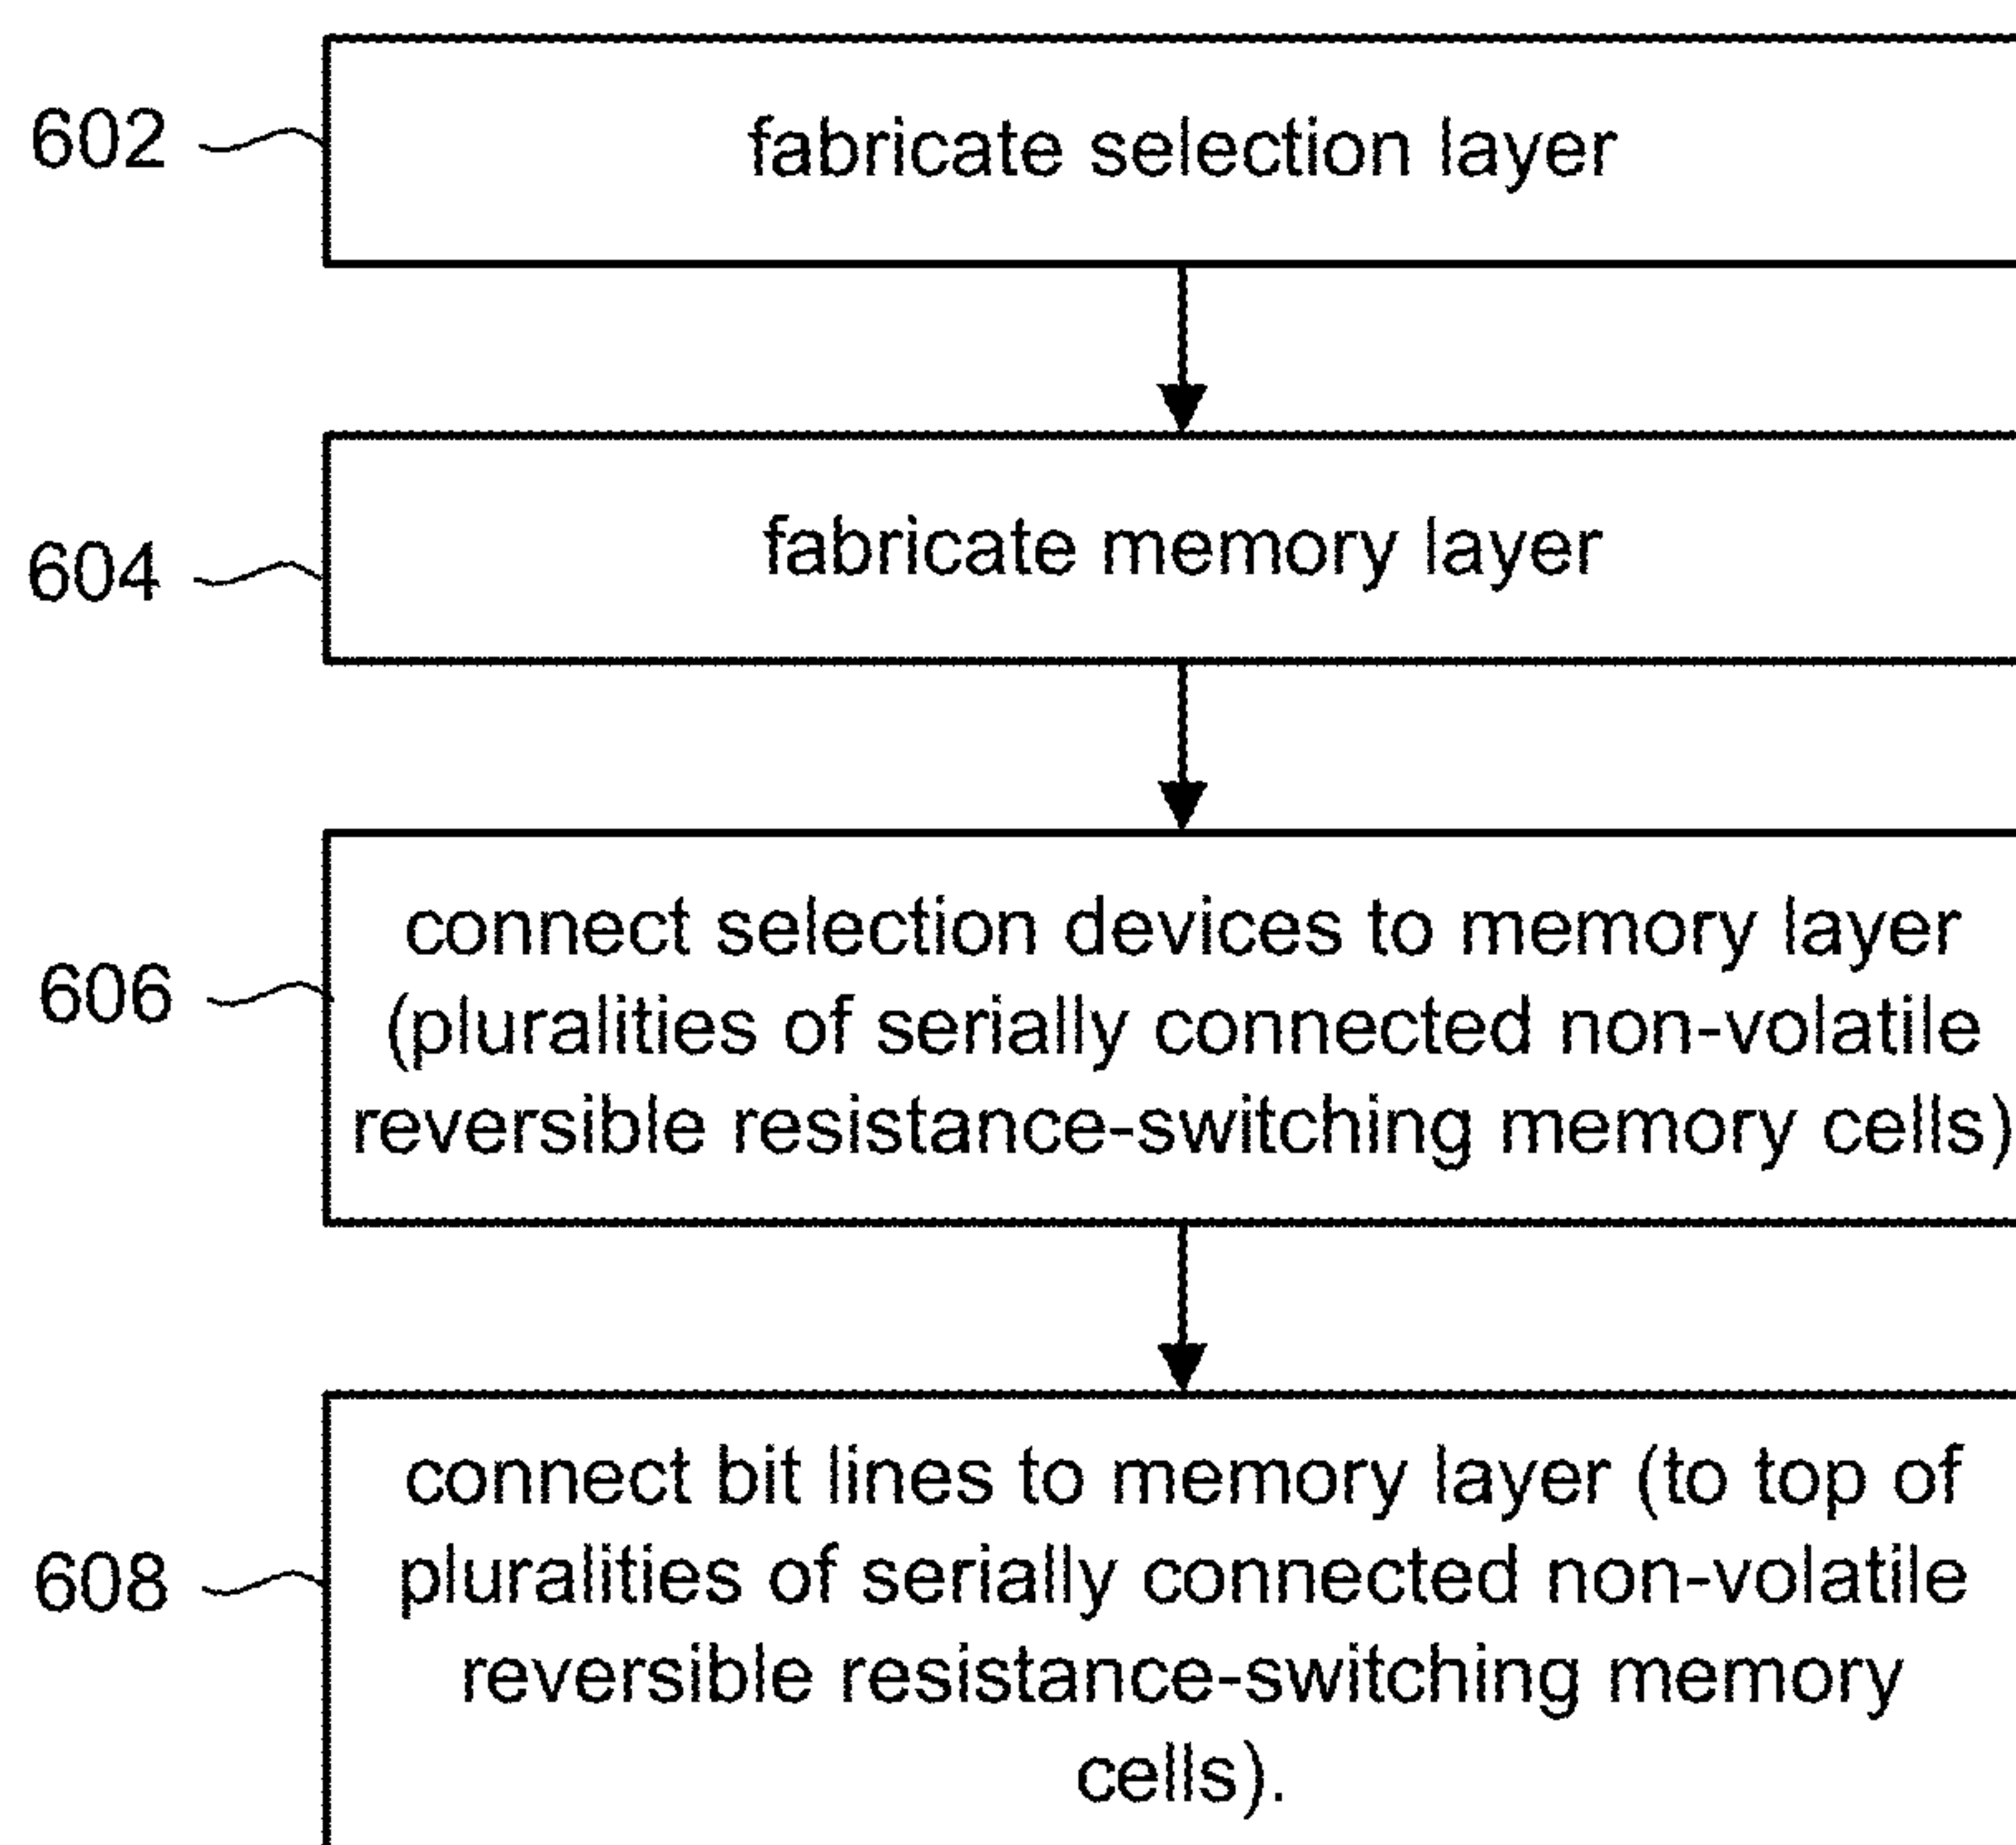 602
fabricate selection layer
604
fabricate memory layer
606
connect selection devices to memory layer
(pluralities of serially connected non-volatile
reversible resistance-switching memory cells)
608
connect bit lines to memory layer (to top of
pluralities of serially connected non-volatile
reversible resistance-switching memory
cells).